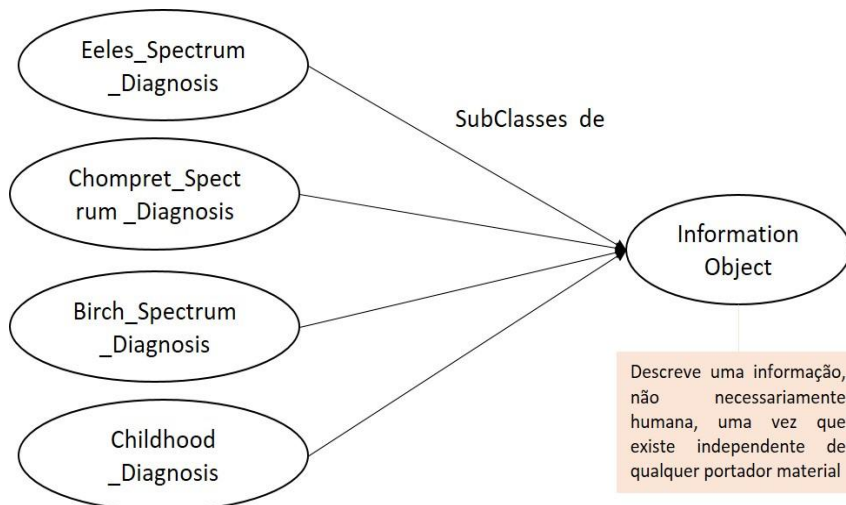 Eeles_Spectrum
_Diagnosis
SubClasses de
Chompret_Spect
rum _Diagnosis
Information
Object
Birch_Spectrum
_Diagnosis
Descreve uma informação,
não necessariamente
humana, uma vez que
existe independente de
qualquer portador material
Childhood
_Diagnosis